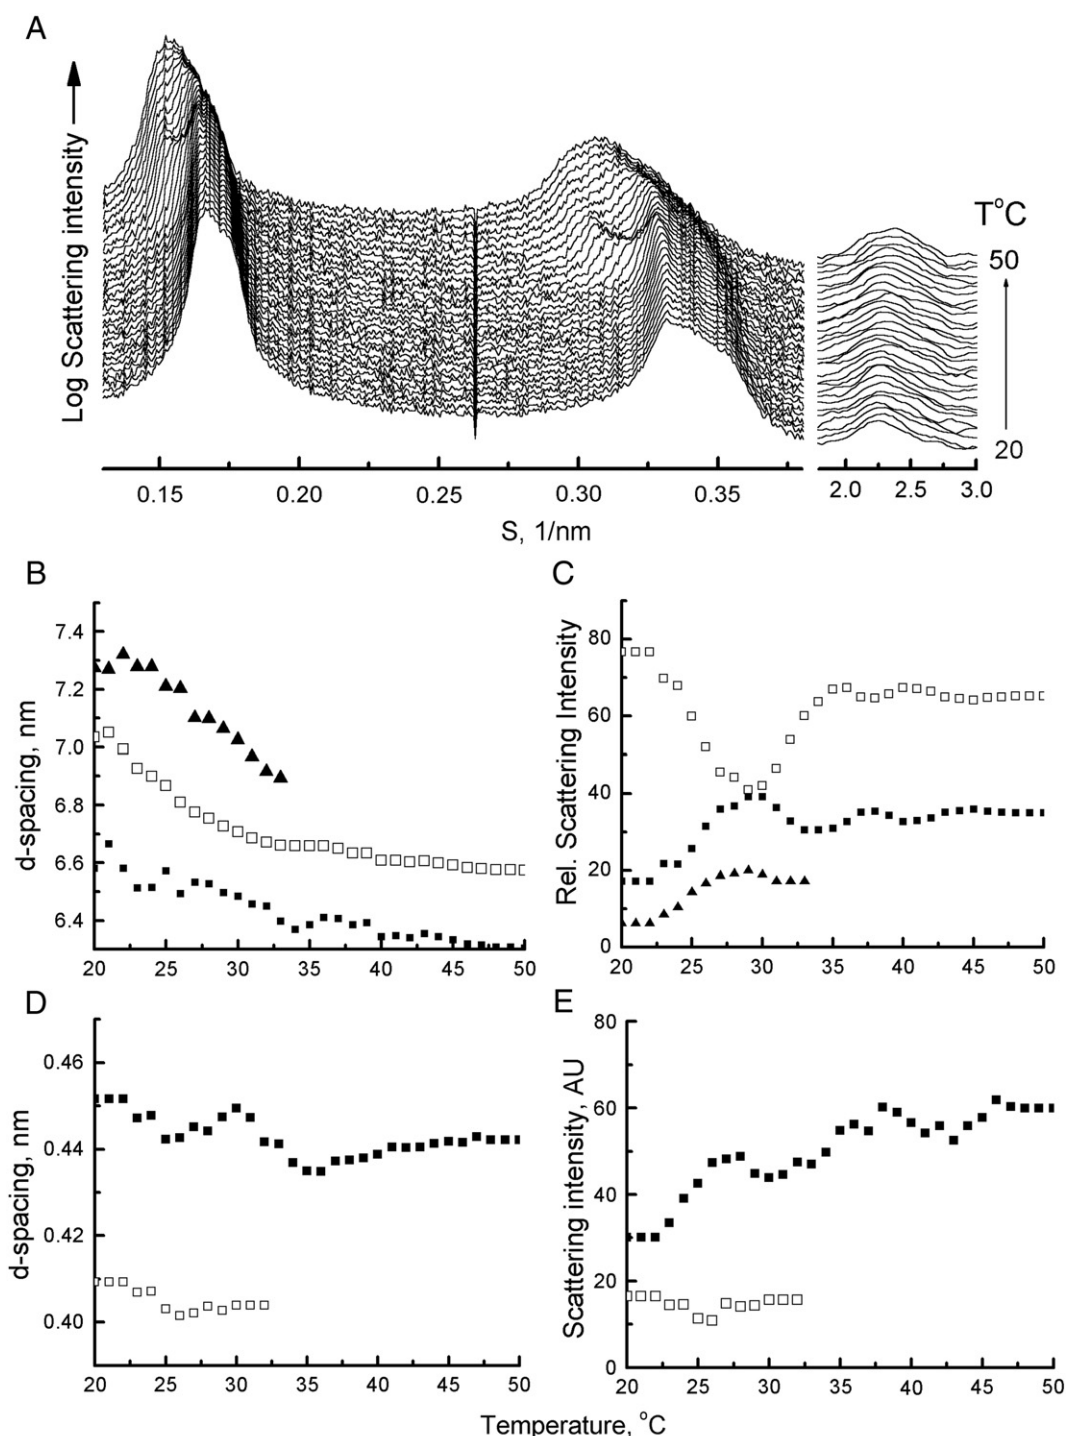 A
Log Scattering intensity
T°C
50
20
0.15 0.20 0.25 0.30 0.35 2.0 2.5 3.0
S, 1/nm
B
d-spacing, nm
7.4
7.2
7.0
6.8
6.6
6.4
20 25 30 35 40 45 50
C
Rel. Scattering Intensity
80
60
40
20
0
20 25 30 35 40 45 50
D
d-spacing, nm
0.46
0.44
0.42
0.40
20 25 30 35 40 45 50
E
Scattering intensity, AU
80
60
40
20
0
20 25 30 35 40 45 50
Temperature, °C